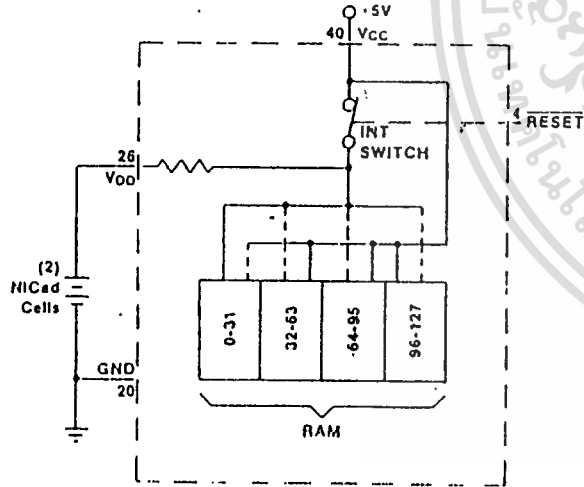 +5V
40 VCC
4 RESET
INT
SWITCH
26
VDD
(2)
NiCad
Cells
0-31
32-63
64-95
96-127
GND
20
RAM